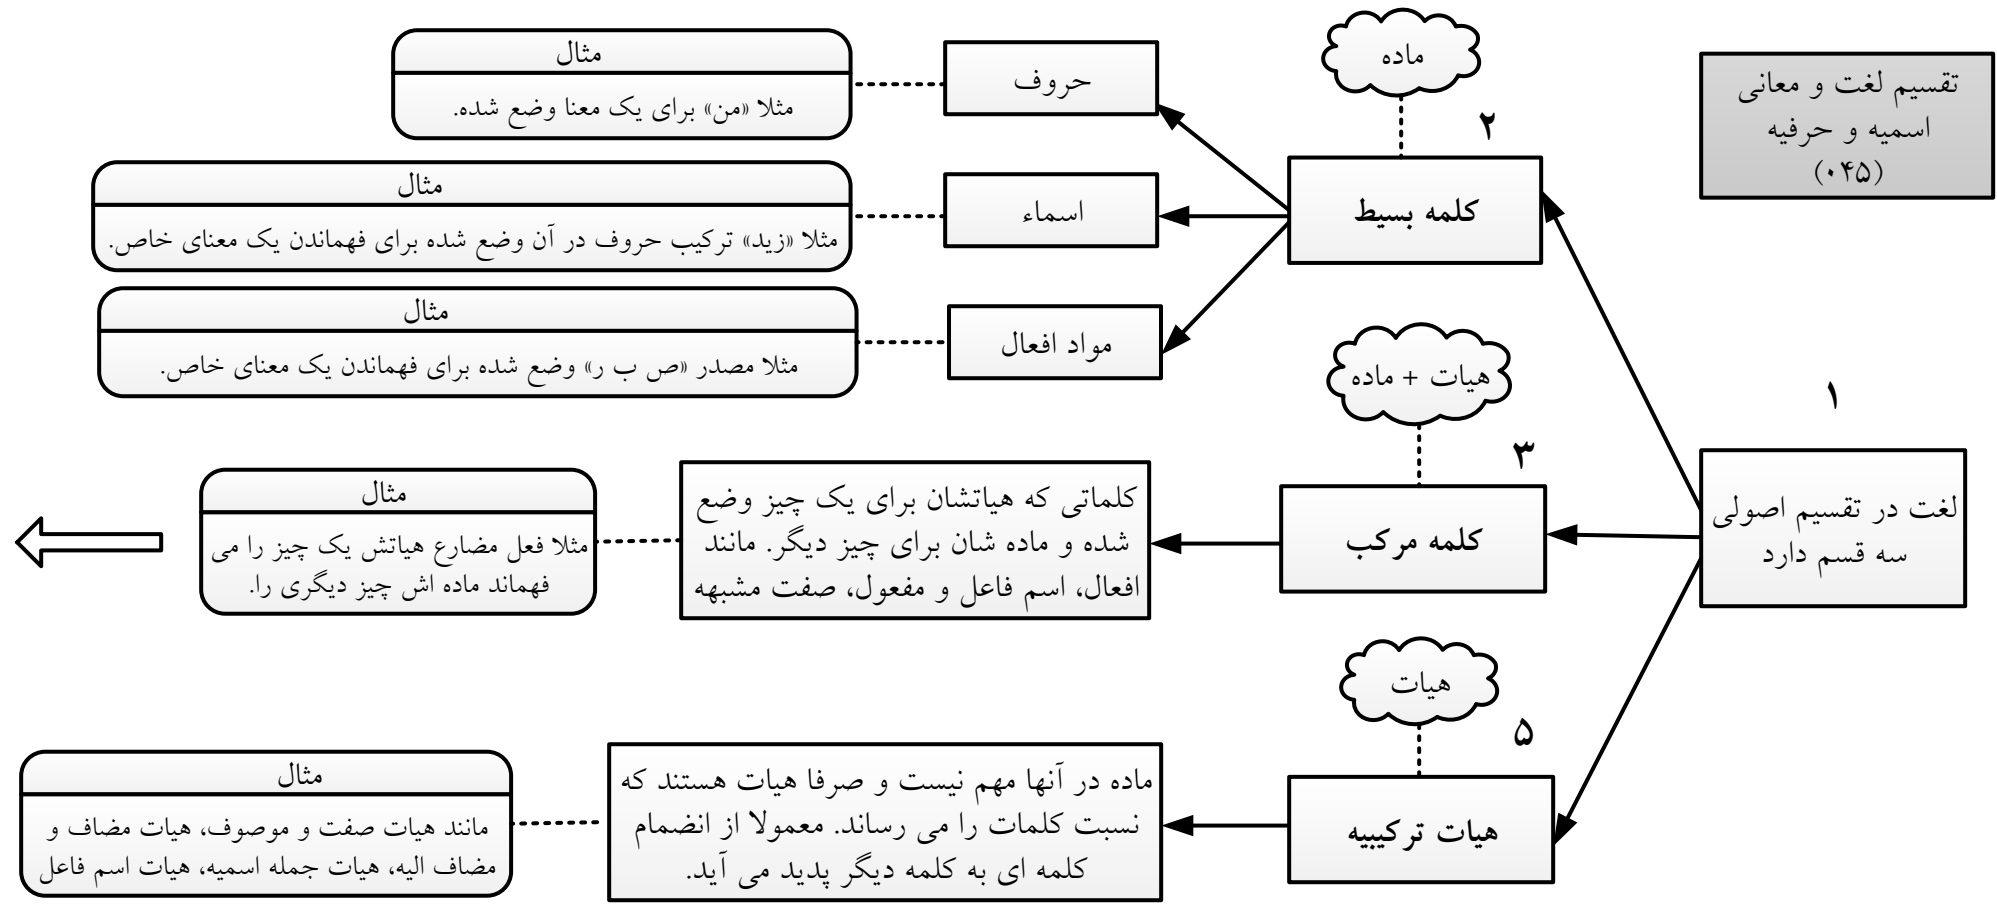 تقسیم لغت و معانی
اسمیه و حرفیه
(۰۴۵)
۱
لغت در تقسیم اصولی
سه قسم دارد
ماده
۲
کلمه بسیط
حروف
مثال
مثلا «من» برای یک معنا وضع شده.
اسماء
مثال
مثلا «زید» ترکیب حروف در آن وضع شده برای فهماندن یک معنای خاص.
مواد افعال
مثال
مثلا مصدر «ص ب ر» وضع شده برای فهماندن یک معنای خاص.
هیات + ماده
۳
کلمه مرکب
کلماتی که هیاتشان برای یک چیز وضع
شده و ماده شان برای چیز دیگر. مانند
افعال، اسم فاعل و مفعول، صفت مشبهه
مثال
مثلا فعل مضارع هیاتش یک چیز را می
فهماند ماده اش چیز دیگری را.
هیات
۵
هیات ترکیبیه
ماده در آنها مهم نیست و صرفا هیات هستند که
نسبت کلمات را می رساند. معمولا از انضمام
کلمه ای به کلمه دیگر پدید می آید.
مثال
مانند هیات صفت و موصوف، هیات مضاف و
مضاف الیه، هیات جمله اسمیه، هیات اسم فاعل